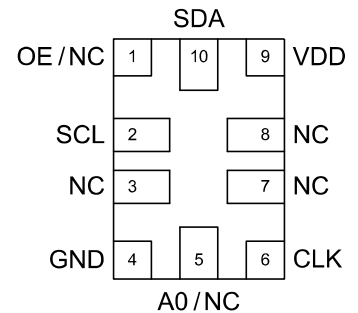 SDA
OE/NC 1 10 9 VDD
SCL 2 8 NC
NC 3 7 NC
GND 4 5 6 CLK
A0/NC